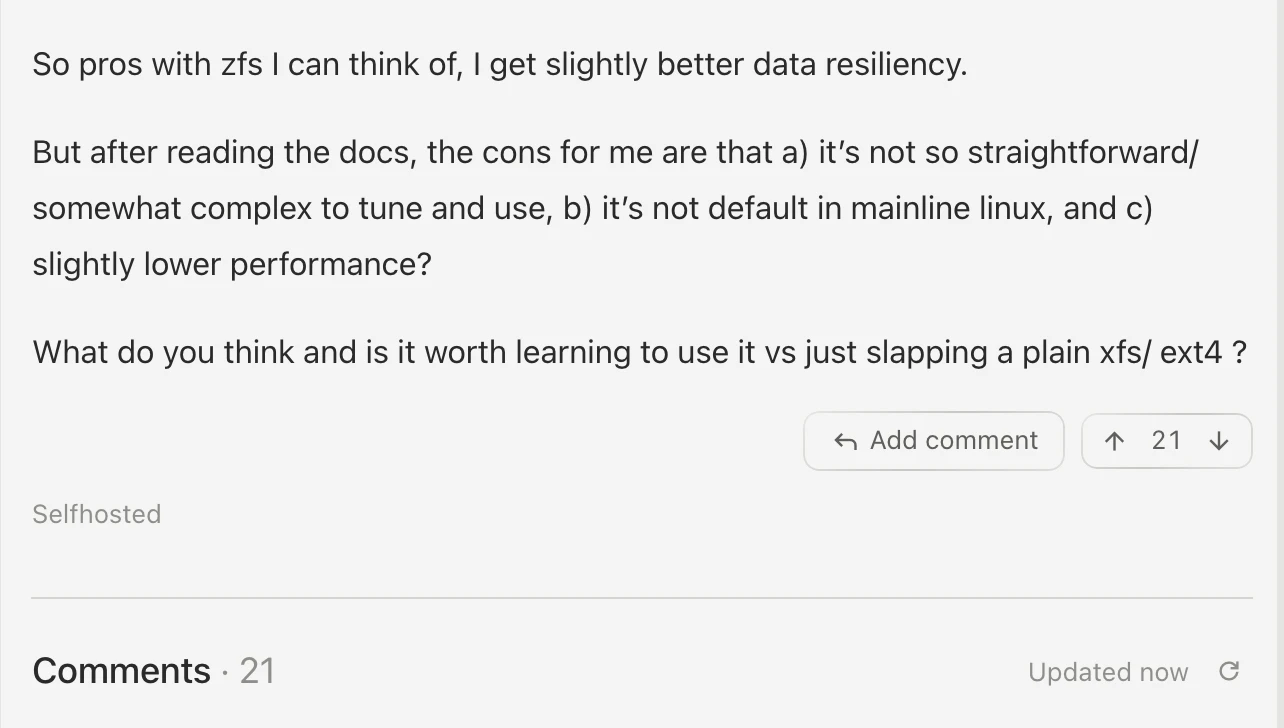 So pros with zfs I can think of, I get slightly better data resiliency.
But after reading the docs, the cons for me are that a) it’s not so straightforward/
somewhat complex to tune and use, b) it’s not default in mainline linux, and c)
slightly lower performance?
What do you think and is it worth learning to use it vs just slapping a plain xfs/ ext4 ?
Add comment
21
Selfhosted
Comments · 21
Updated now